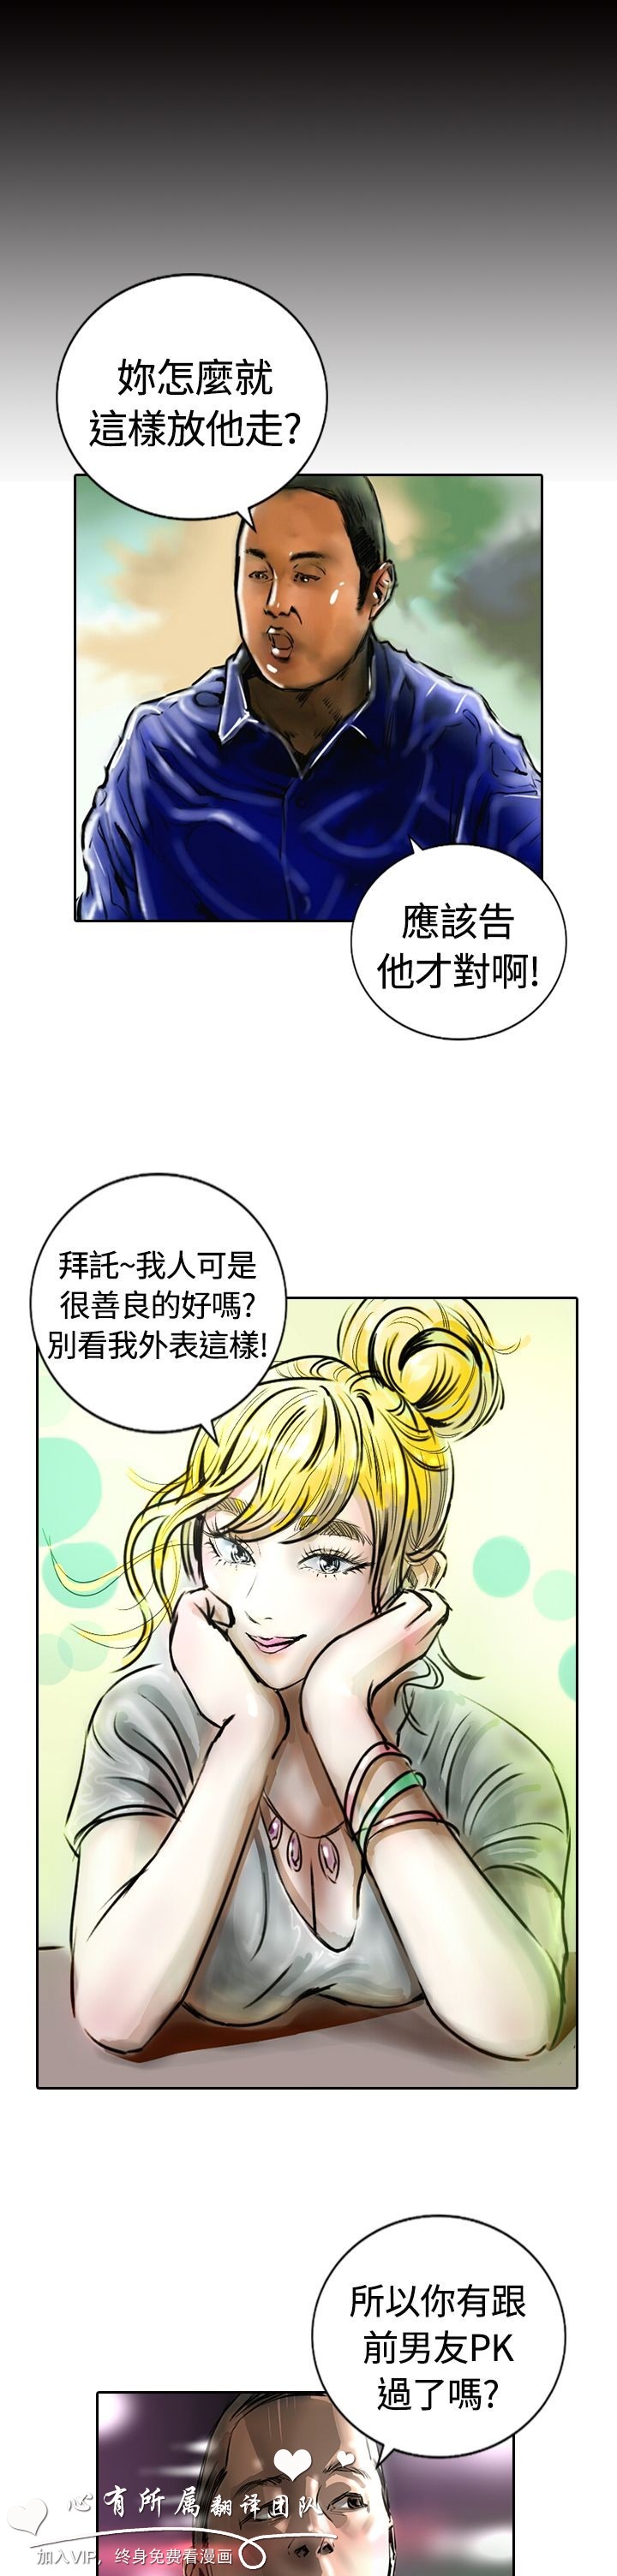 妳怎麼就
這樣放他走?
應該告
他才對啊!
拜託~我人可是
很善良的好嗎?
別看我外表這樣!
所以你有跟
前男友PK
過了嗎?
心有所属翻译团队
加入VIP，终身免费看漫画